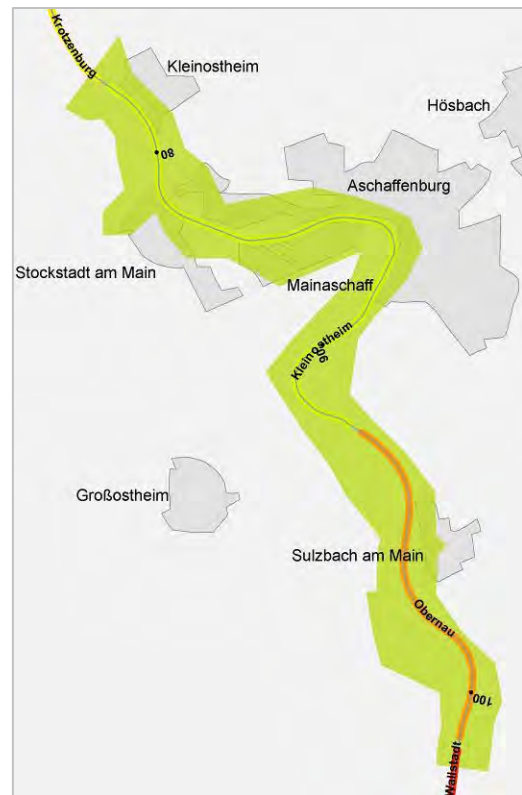 Krotzenburg
Kleinostheim
Hösbach
80
Aschaffenburg
Stockstadt am Main
Mainaschaff
Kleinostheim
90
Großostheim
Sulzbach am Main
Obernau
100
Wallstadt